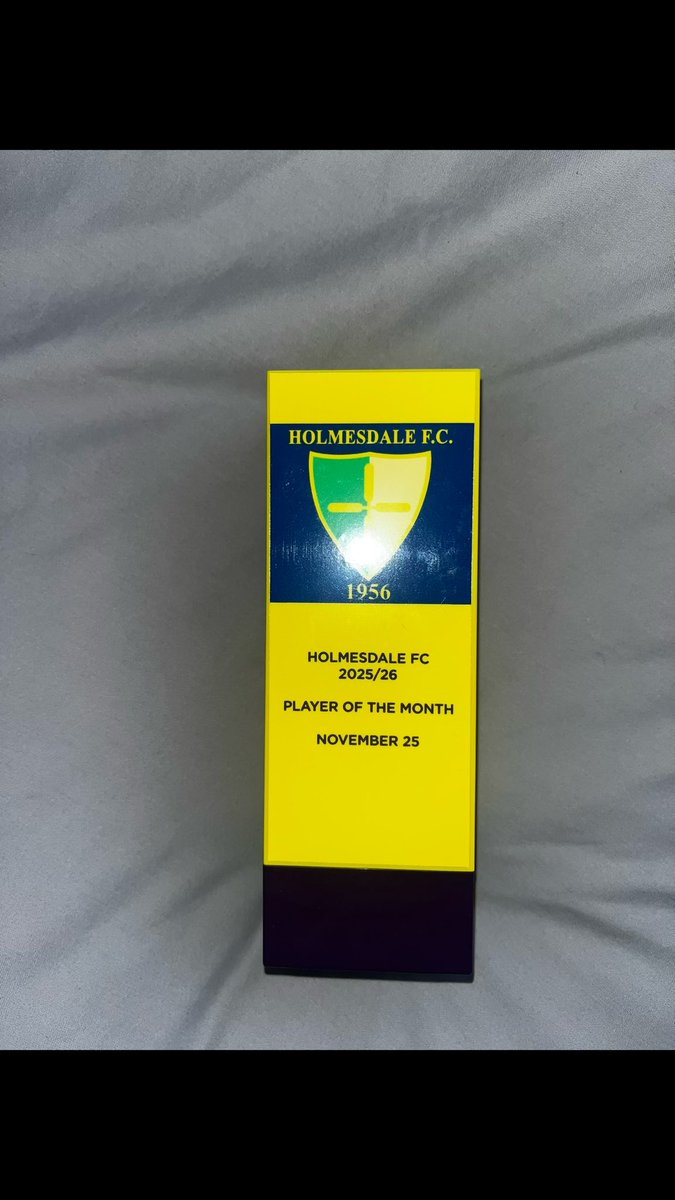 HOLMESDALE F.C.
1956
HOLMESDALE FC
2025/26
PLAYER OF THE MONTH
NOVEMBER 25